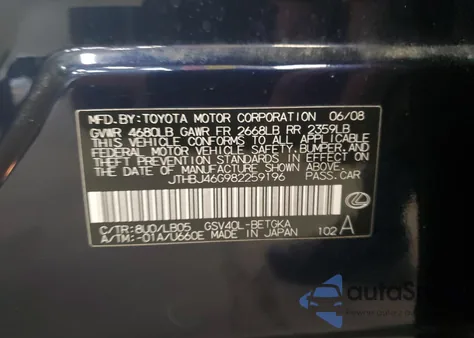 MFD.BY:TOYOTA MOTOR CORPORATION 06/08
GVWR 4680LB GAWR FR 2668LB RR 2359LB
THIS VEHICLE CONFORMS TO ALL APPLICABLE
FEDERAL MOTOR VEHICLE SAFETY,BUMPER,AND
THEFT PREVENTION STANDARDS IN EFFECT ON
THE DATE OF MANUFACTURE SHOWN ABOVE.
JTHBJ46G982259196 PASS.CAR
C/TR:8U0/LB05 GSV40L-BETGKA
A/TM:-01A/U660E MADE IN JAPAN 102 A